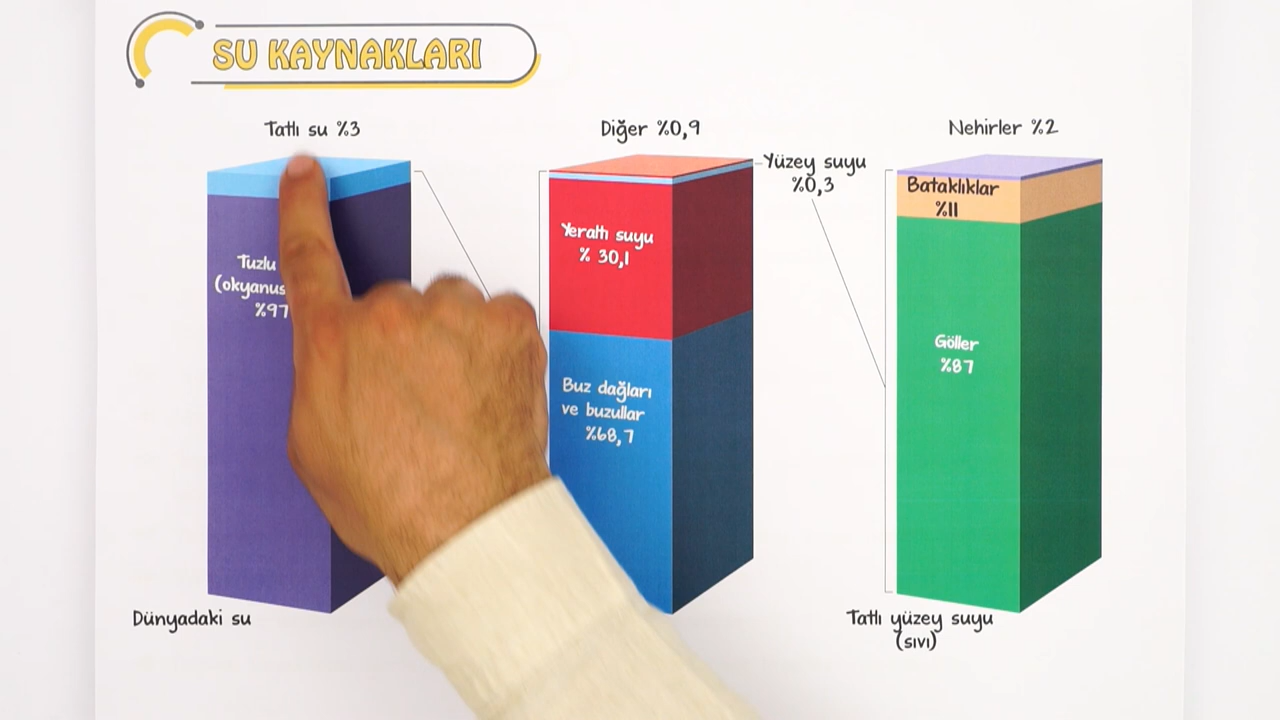 SU KAYNAKLARI
Tatlı su %3
Tuzlu
(okyanus
%97
Dünyadaki su
Diğer %0,9
Yüzey suyu
%0,3
Yeraltı suyu
% 30,1
Buz dağları
ve buzullar
%68,7
Nehirler %2
Bataklıklar
%11
Göller
%87
Tatlı yüzey suyu
(sıvı)